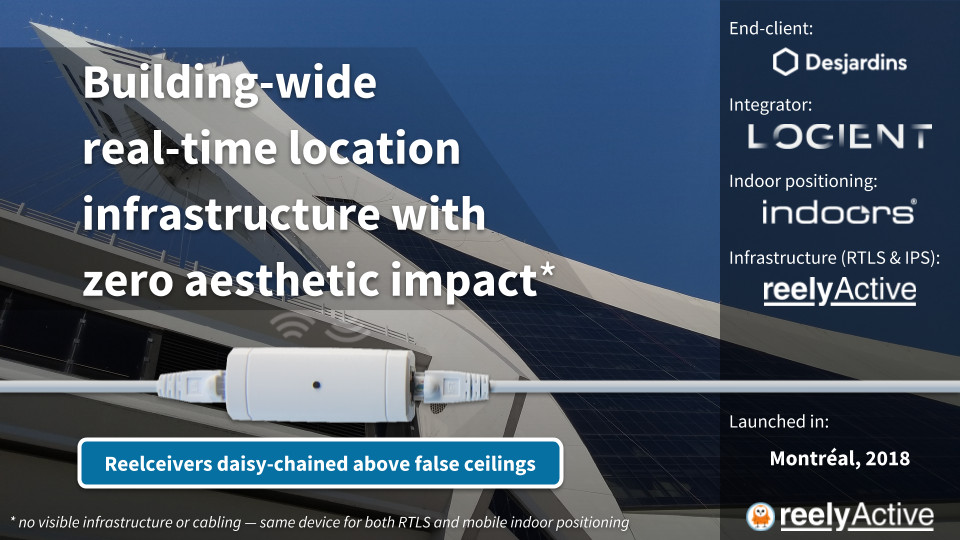 Building-wide
real-time location
infrastructure with
zero aesthetic impact*
Reelceivers daisy-chained above false ceilings
* no visible infrastructure or cabling — same device for both RTLS and mobile indoor positioning
End-client:
Desjardins
Integrator:
LOGIENT
Indoor positioning:
indoors®
Infrastructure (RTLS & IPS):
reelyActive
Launched in:
Montréal, 2018
reelyActive